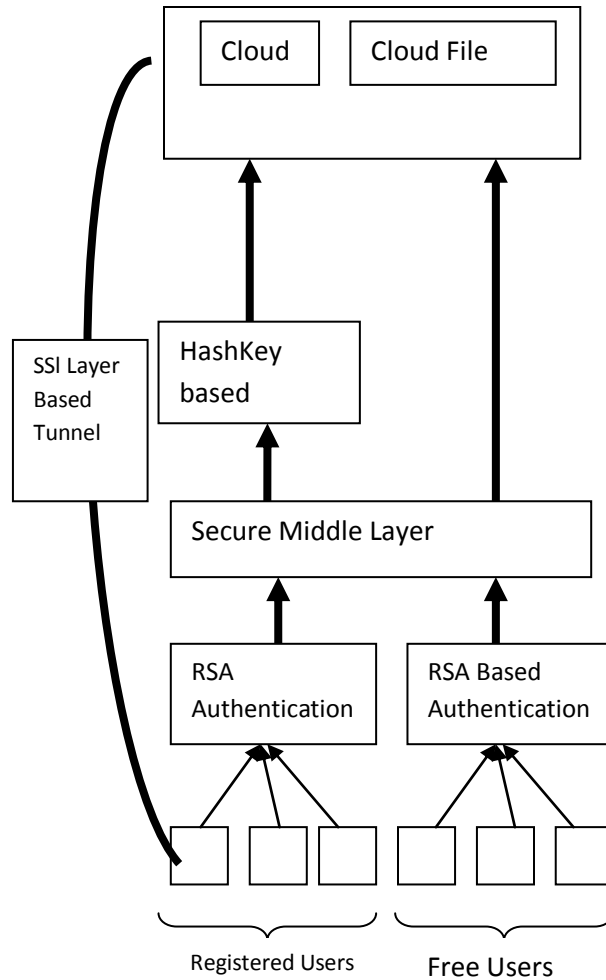 Cloud
Cloud File
HashKey
based
SSl Layer
Based
Tunnel
Secure Middle Layer
RSA
Authentication
RSA Based
Authentication
Registered Users
Free Users